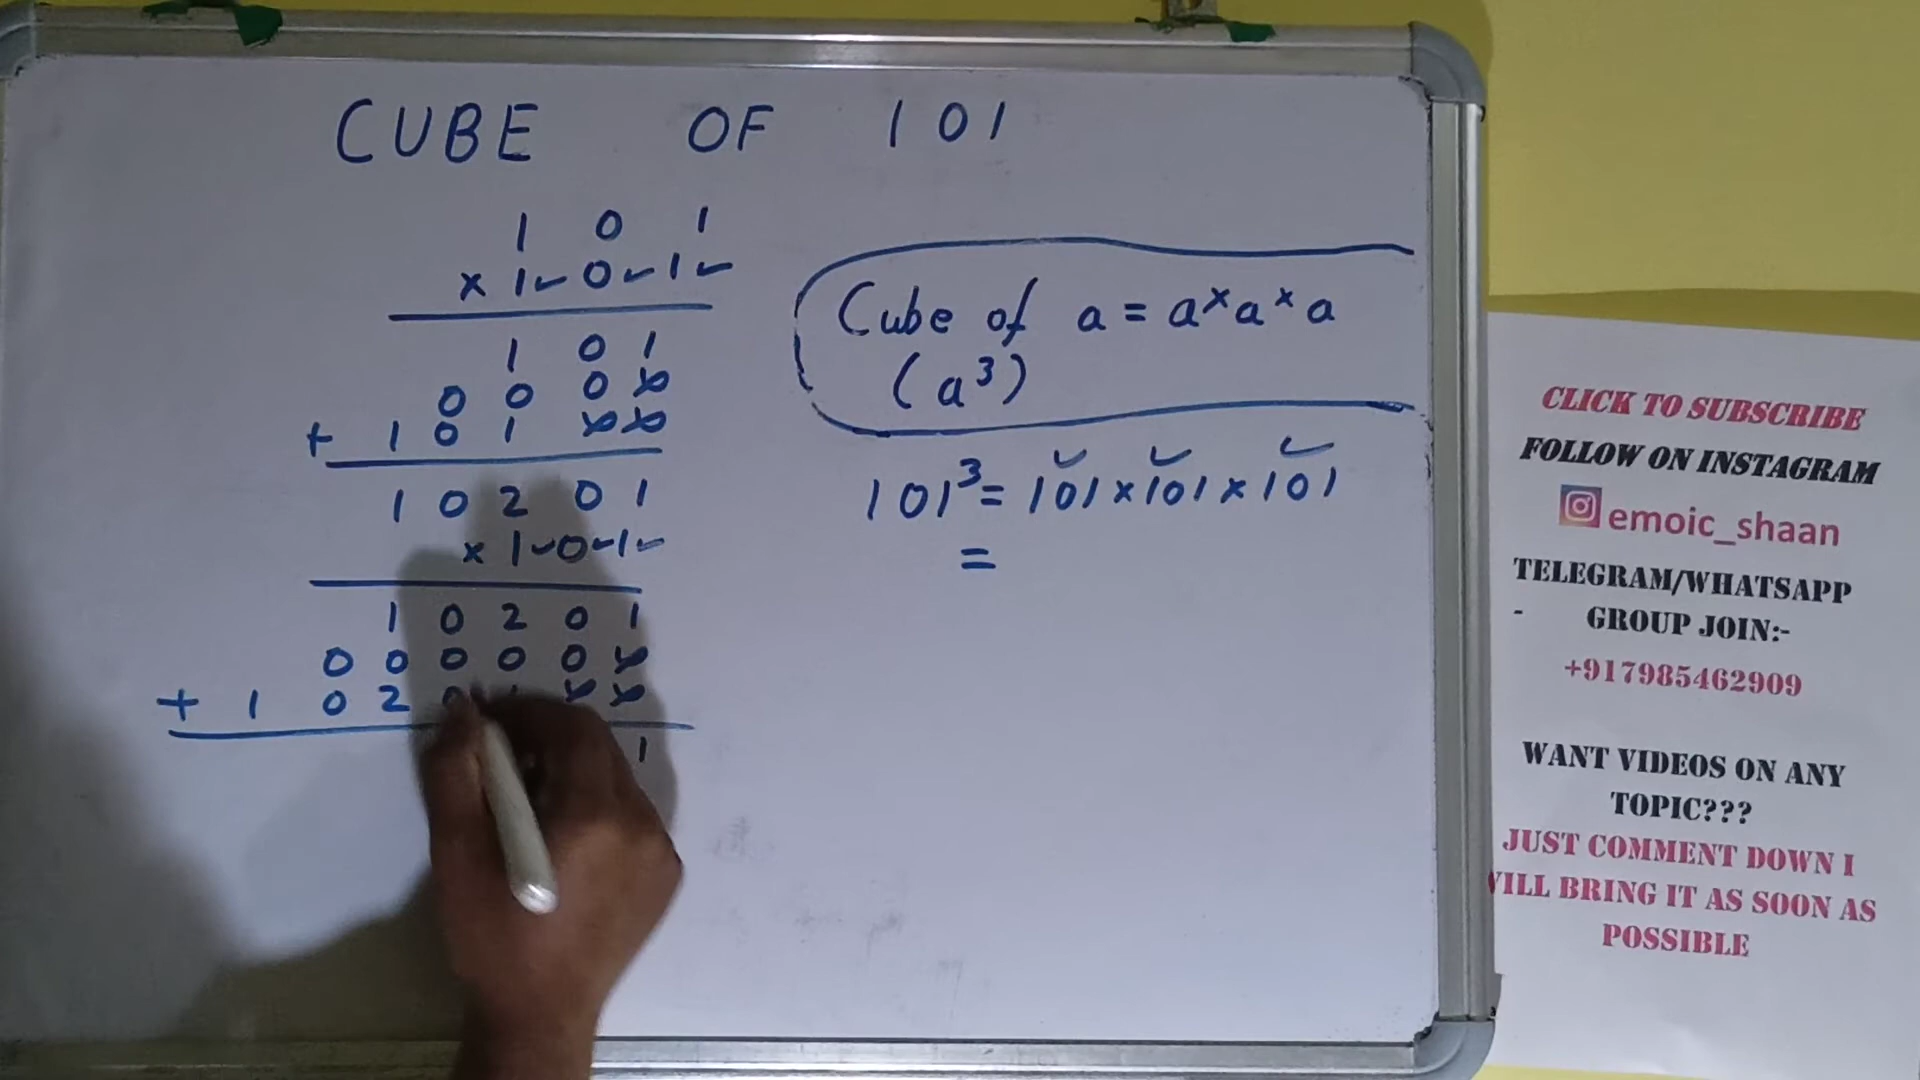 CUBE OF 101
1 0 1
× 1 0 1
1 0 1
0 0 0 ×
+ 1 0 1 × ×
1 0 2 0 1
× 1 0 1
1 0 2 0 1
0 0 0 0 0 ×
+ 1 0 2 0 1 × ×
1
Cube of a = a × a × a
(a³)
101³ = 101 × 101 × 101
=
CLICK TO SUBSCRIBE
FOLLOW ON INSTAGRAM
emoic_shaan
TELEGRAM/WHATSAPP
- GROUP JOIN:-
+917985462909
WANT VIDEOS ON ANY
TOPIC???
JUST COMMENT DOWN I
WILL BRING IT AS SOON AS
POSSIBLE